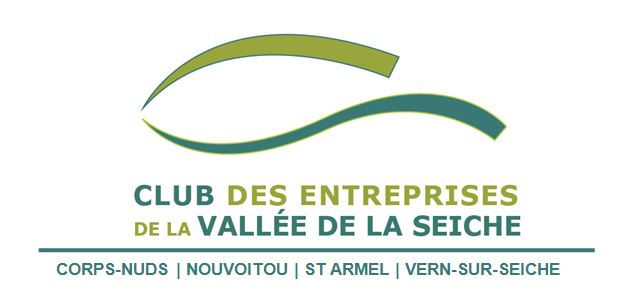 CLUB DES ENTREPRISES
DE LA VALLÉE DE LA SEICHE
CORPS-NUDS | NOUVOITOU | ST ARMEL | VERN-SUR-SEICHE